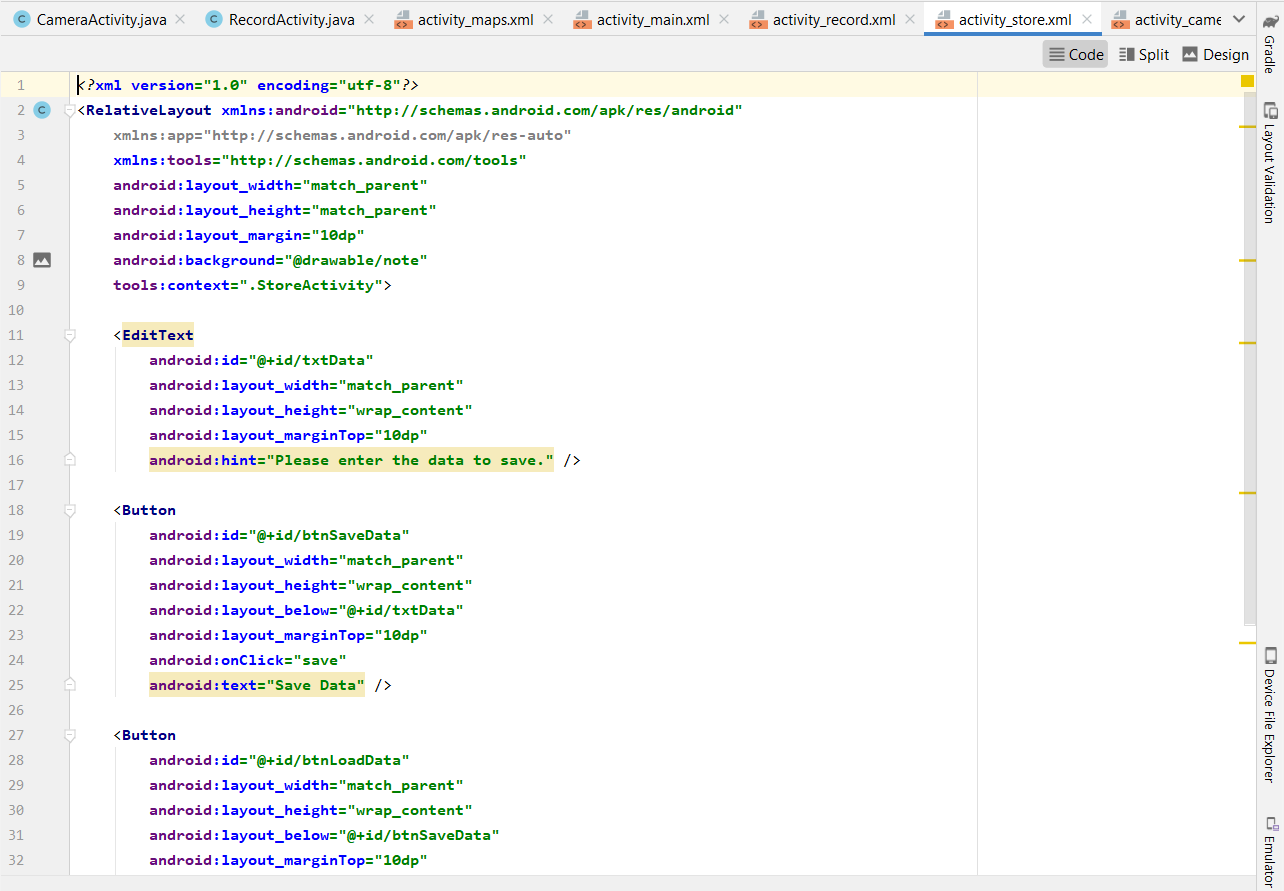 CameraActivity.java RecordActivity.java activity_maps.xml activity_main.xml activity_record.xml activity_store.xml activity_came
Code Split Design
1 <?xml version="1.0" encoding="utf-8"?>
2 <RelativeLayout xmlns:android="http://schemas.android.com/apk/res/android"
3 xmlns:app="http://schemas.android.com/apk/res-auto"
4 xmlns:tools="http://schemas.android.com/tools"
5 android:layout_width="match_parent"
6 android:layout_height="match_parent"
7 android:layout_margin="10dp"
8 android:background="@drawable/note"
9 tools:context=".StoreActivity">
10
11 <EditText
12 android:id="@+id/txtData"
13 android:layout_width="match_parent"
14 android:layout_height="wrap_content"
15 android:layout_marginTop="10dp"
16 android:hint="Please enter the data to save." />
17
18 <Button
19 android:id="@+id/btnSaveData"
20 android:layout_width="match_parent"
21 android:layout_height="wrap_content"
22 android:layout_below="@+id/txtData"
23 android:layout_marginTop="10dp"
24 android:onClick="save"
25 android:text="Save Data" />
26
27 <Button
28 android:id="@+id/btnLoadData"
29 android:layout_width="match_parent"
30 android:layout_height="wrap_content"
31 android:layout_below="@+id/btnSaveData"
32 android:layout_marginTop="10dp"
Gradle
Layout Validation
Device File Explorer
Emulator